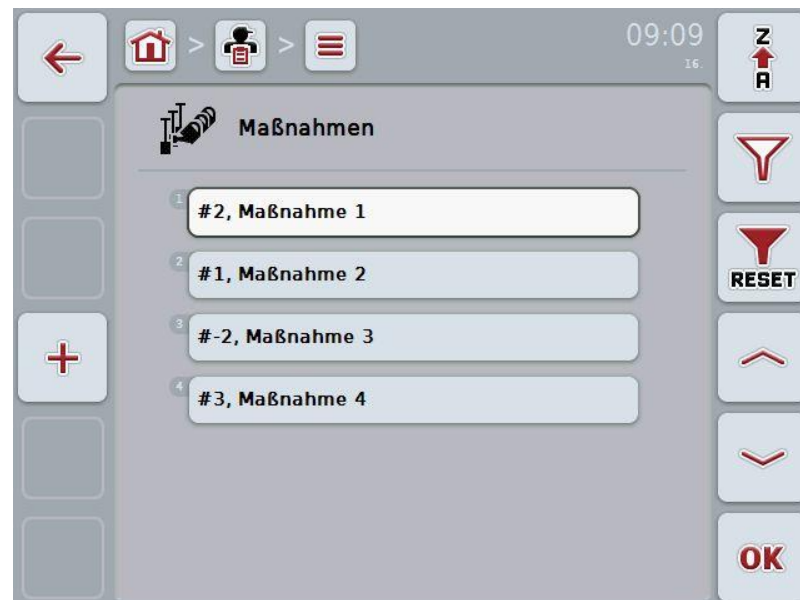 > >
09:09
16.
Z
A
Maßnahmen
1
#2, Maßnahme 1
2
#1, Maßnahme 2
RESET
3
#-2, Maßnahme 3
4
#3, Maßnahme 4
OK